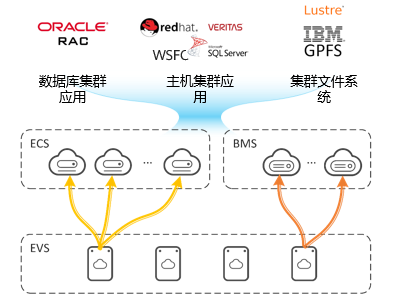 Lustre
ORACLE
RAC
redhat.
VERITAS
IBM
WSFC
Microsoft
SQL Server
GPFS
数据库集群
应用
主机集群应
用
集群文件系
统
ECS
...
BMS
...
EVS